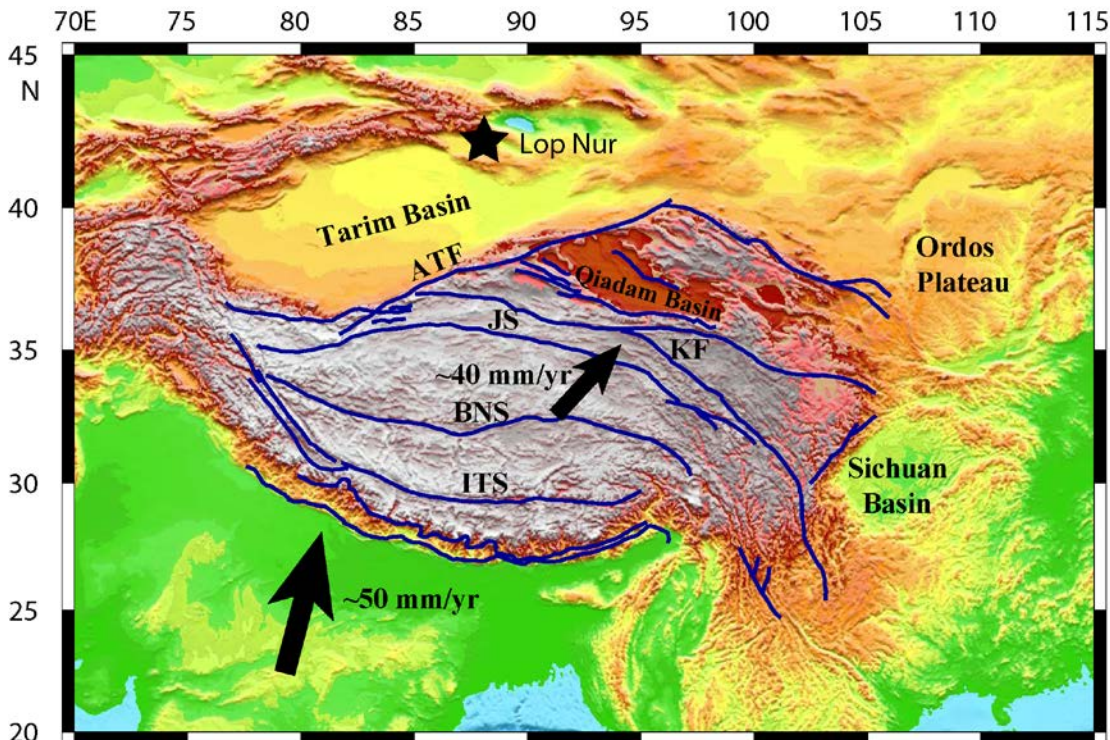 70E 75 80 85 90 95 100 105 110 115
45
N
Lop Nur
40
Tarim Basin
Ordos
Plateau
ATF
Qiadam Basin
JS
35
KF
~40 mm/yr
BNS
30
ITS
Sichuan
Basin
~50 mm/yr
25
20